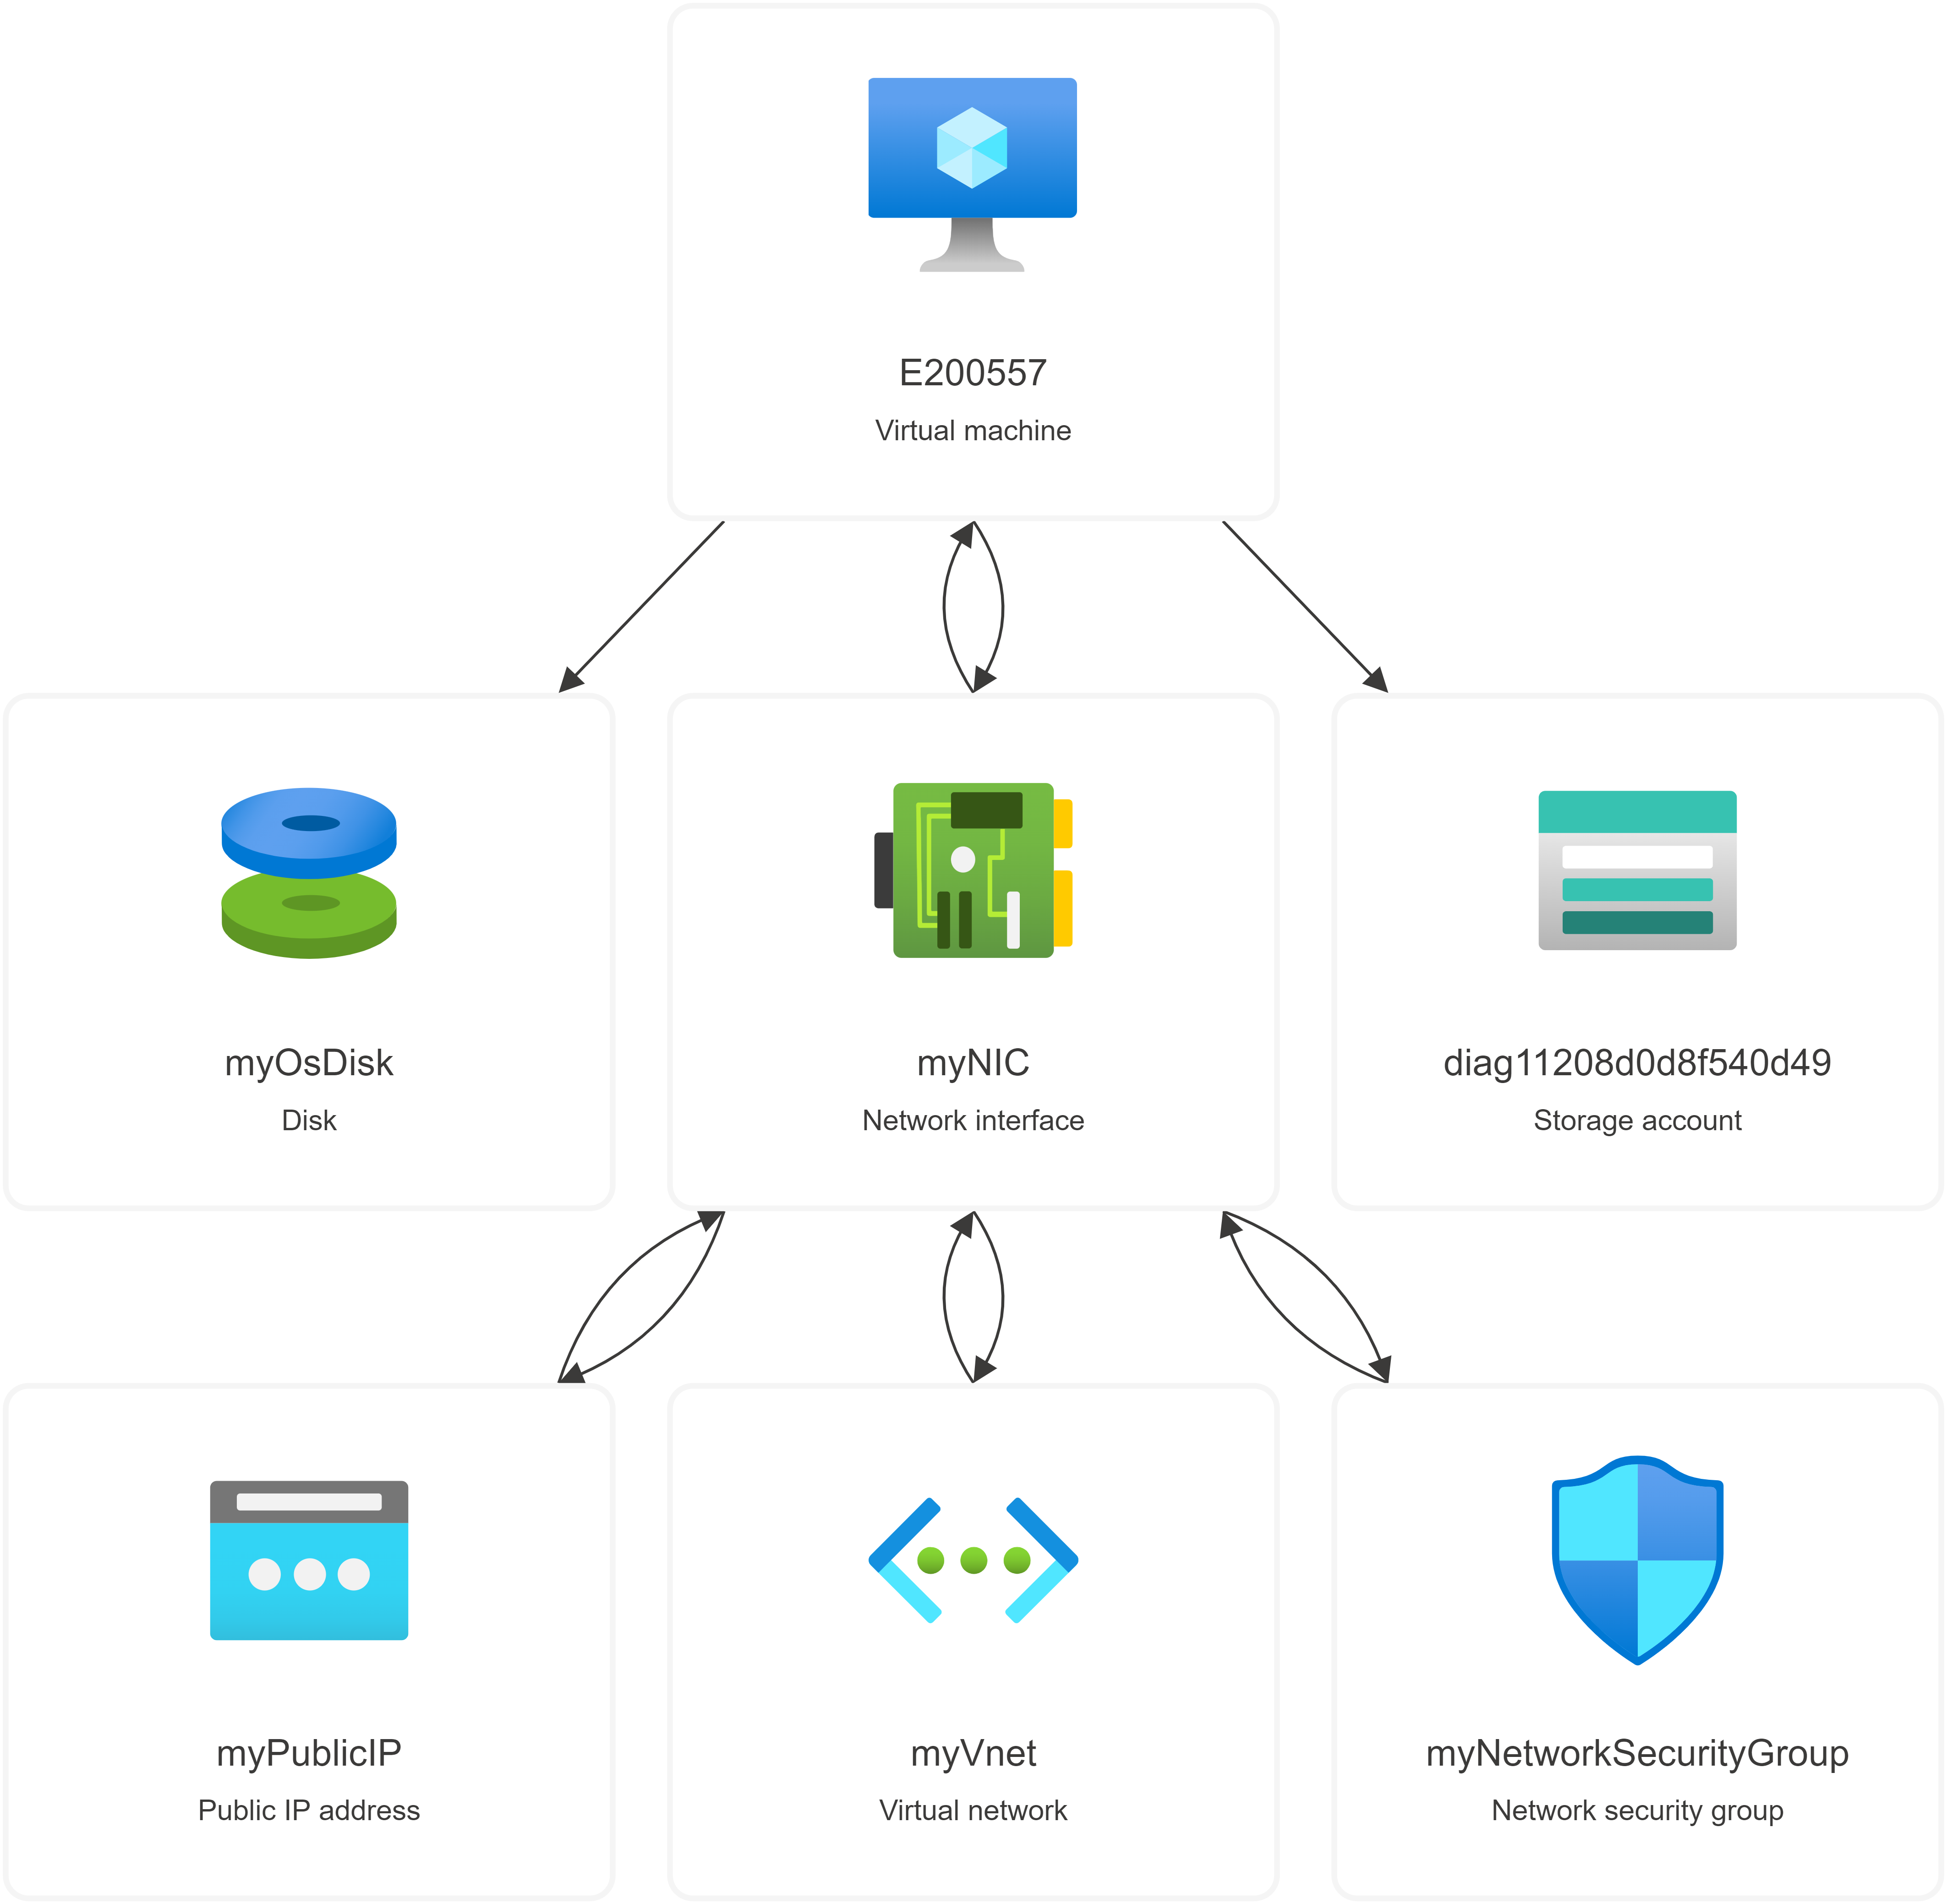 E200557
Virtual machine
myOsDisk
Disk
myNIC
Network interface
diag11208d0d8f540d49
Storage account
myPublicIP
Public IP address
myVnet
Virtual network
myNetworkSecurityGroup
Network security group